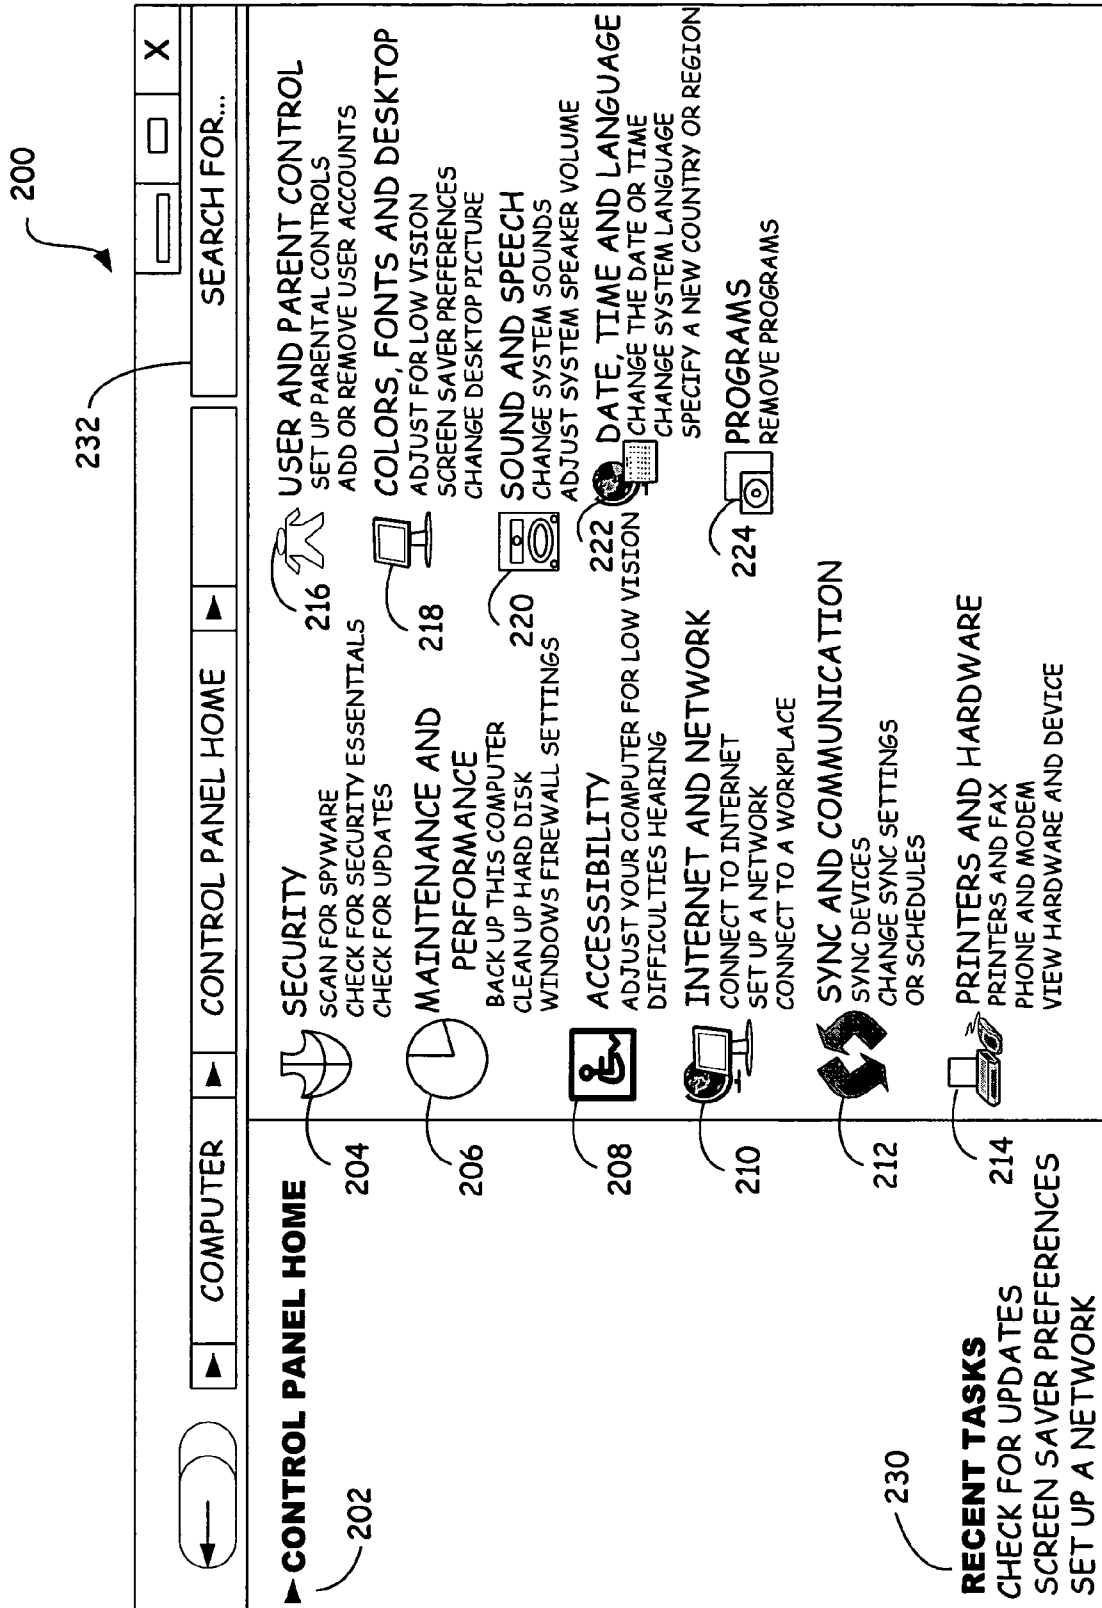 200
X
232
COMPUTER
CONTROL PANEL HOME
SEARCH FOR...
CONTROL PANEL HOME
202
204
SECURITY
SCAN FOR SPYWARE
CHECK FOR SECURITY ESSENTIALS
CHECK FOR UPDATES
206
MAINTENANCE AND
PERFORMANCE
BACK UP THIS COMPUTER
CLEAN UP HARD DISK
WINDOWS FIREWALL SETTINGS
208
ACCESSIBILITY
ADJUST YOUR COMPUTER FOR LOW VISION
DIFFICULTIES HEARING
210
INTERNET AND NETWORK
CONNECT TO INTERNET
SET UP A NETWORK
CONNECT TO A WORKPLACE
212
SYNC AND COMMUNICATION
SYNC DEVICES
CHANGE SYNC SETTINGS
OR SCHEDULES
214
PRINTERS AND HARDWARE
PRINTERS AND FAX
PHONE AND MODEM
VIEW HARDWARE AND DEVICE
216
USER AND PARENT CONTROL
SET UP PARENTAL CONTROLS
ADD OR REMOVE USER ACCOUNTS
218
COLORS, FONTS AND DESKTOP
ADJUST FOR LOW VISION
SCREEN SAVER PREFERENCES
CHANGE DESKTOP PICTURE
220
SOUND AND SPEECH
CHANGE SYSTEM SOUNDS
ADJUST SYSTEM SPEAKER VOLUME
222
DATE, TIME AND LANGUAGE
CHANGE THE DATE OR TIME
CHANGE SYSTEM LANGUAGE
SPECIFY A NEW COUNTRY OR REGION
224
PROGRAMS
REMOVE PROGRAMS
230
RECENT TASKS
CHECK FOR UPDATES
SCREEN SAVER PREFERENCES
SET UP A NETWORK